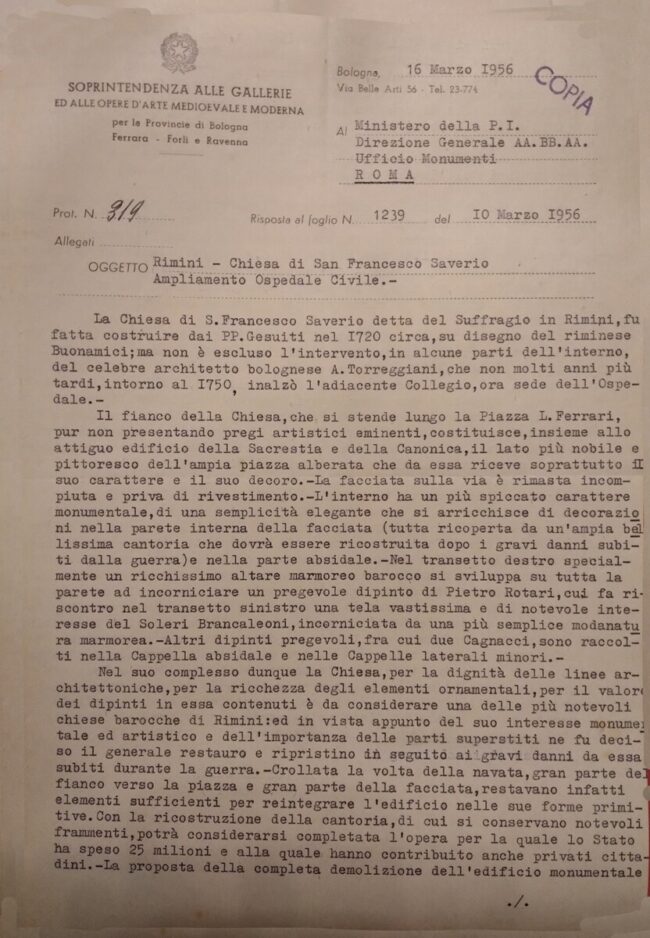 SOPRINTENDENZA ALLE GALLERIE
ED ALLE OPERE D'ARTE MEDIOEVALE E MODERNA
per le Provincie di Bologna
Ferrara - Forlì e Ravenna
Bologna, 16 Marzo I956
Via Belle Arti 56 - Tel. 23-774
COPIA
Al Ministero della P.I.
Direzione Generale AA.BB.AA.
Ufficio Monumenti
R O M A
Prot. N. 319
Risposta al foglio N. 1239 del IO Marzo I956
Allegati
OGGETTO Rimini - Chiesa di San Francesco Saverio
Ampliamento Ospedale Civile.-
La Chiesa di S.Francesco Saverio detta del Suffragio in Rimini,fu
fatta costruire dai PP.Gesuiti nel I720 circa,su disegno del riminese
Buonamici;ma non è escluso l'intervento,in alcune parti dell'interno,
del celebre architetto bolognese A.Torreggiani,che non molti anni più
tardi,intorno al I750, inalzò l'adiacente Collegio,ora sede dell'Ospe-
dale.-
Il fianco della Chiesa,che si stende lungo la Piazza L.Ferrari,
pur non presentando pregi artistici eminenti,costituisce,insieme allo
attiguo edificio della Sacrestia e della Canonica,il lato più nobile e
pittoresco dell'ampia piazza alberata che da essa riceve soprattutto il
suo carattere e il suo decoro.-La facciata sulla via è rimasta incom-
piuta e priva di rivestimento.-L'interno ha un più spiccato carattere
monumentale,di una semplicità elegante che si arricchisce di decorazio
ni nella parete interna della facciata (tutta ricoperta da un'ampia bel
lissima cantoria che dovrà essere ricostruita dopo i gravi danni subi-
ti dalla guerra)e nella parte absidale.-Nel transetto destro special-
mente un ricchissimo altare marmoreo barocco si sviluppa su tutta la
parete ad incorniciare un pregevole dipinto di Pietro Rotari,cui fa ri-
scontro nel transetto sinistro una tela vastissima e di notevole inte-
resse del Soleri Brancaleoni,incorniciata da una più semplice modanatu
ra marmorea.-Altri dipinti pregevoli,fra cui due Cagnacci,sono raccol-
ti nella Cappella absidale e nelle Cappelle laterali minori.-
Nel suo complesso dunque la Chiesa,per la dignità delle linee ar-
chitettoniche,per la ricchezza degli elementi ornamentali,per il valore
dei dipinti in essa contenuti è da considerare una delle più notevoli
chiese barocche di Rimini:ed in vista appunto del suo interesse monumen
tale ed artistico e dell'importanza delle parti superstiti ne fu deci-
so il generale restauro e ripristino in seguito ai gravi danni da essa
subiti durante la guerra.-Crollata la volta della navata,gran parte del
fianco verso la piazza e gran parte della facciata,restavano infatti
elementi sufficienti per reintegrare l'edificio nelle sue forme primi-
tive.Con la ricostruzione della cantoria,di cui si conservano notevoli
frammenti,potrà considerarsi completata l'opera per la quale lo Stato
ha speso 25 milioni e alla quale hanno contribuito anche privati citta-
dini.-La proposta della completa demolizione dell'edificio monumentale
./.